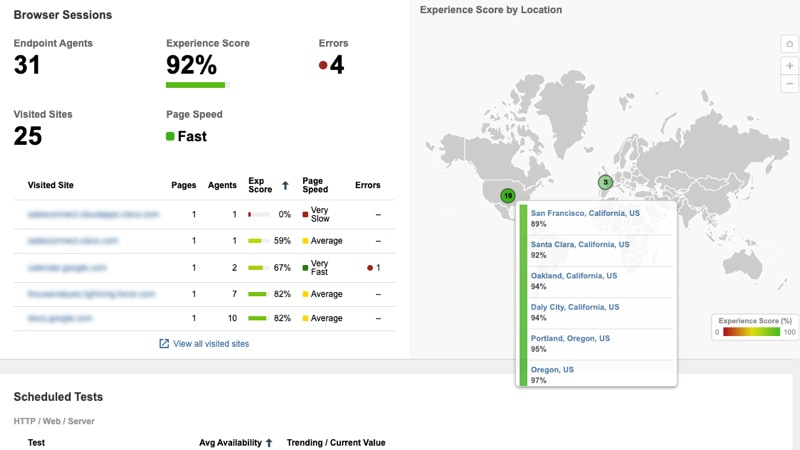 Browser Sessions
Endpoint Agents
31
Experience Score
92%
Errors
4
Visited Sites
25
Page Speed
Fast
Visited Site Pages Agents Exp Score Page Speed Errors
1 1 0% Very Slow –
1 1 59% Average –
1 2 67% Very Fast 1
1 7 82% Average –
1 10 82% Average –
View all visited sites
Experience Score by Location
19
3
San Francisco, California, US
89%
Santa Clara, California, US
92%
Oakland, California, US
94%
Daly City, California, US
94%
Portland, Oregon, US
95%
Oregon, US
97%
Experience Score (%)
0 100
Scheduled Tests
HTTP / Web / Server
Test Avg Availability Trending / Current Value